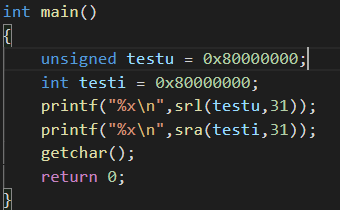 int main()
{
    unsigned testu = 0x80000000;
    int testi = 0x80000000;
    printf("%x\n",srl(testu,31));
    printf("%x\n",sra(testi,31));
    getchar();
    return 0;
}